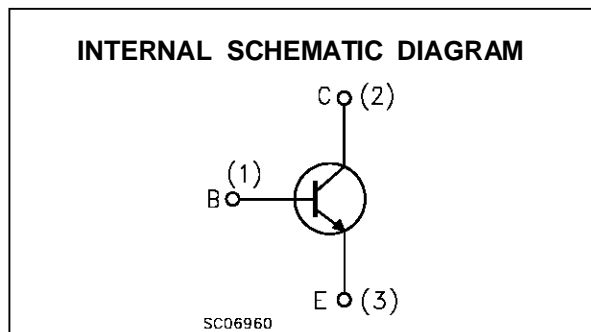 INTERNAL SCHEMATIC DIAGRAM
C (2)
(1)
B
E (3)
SC06960